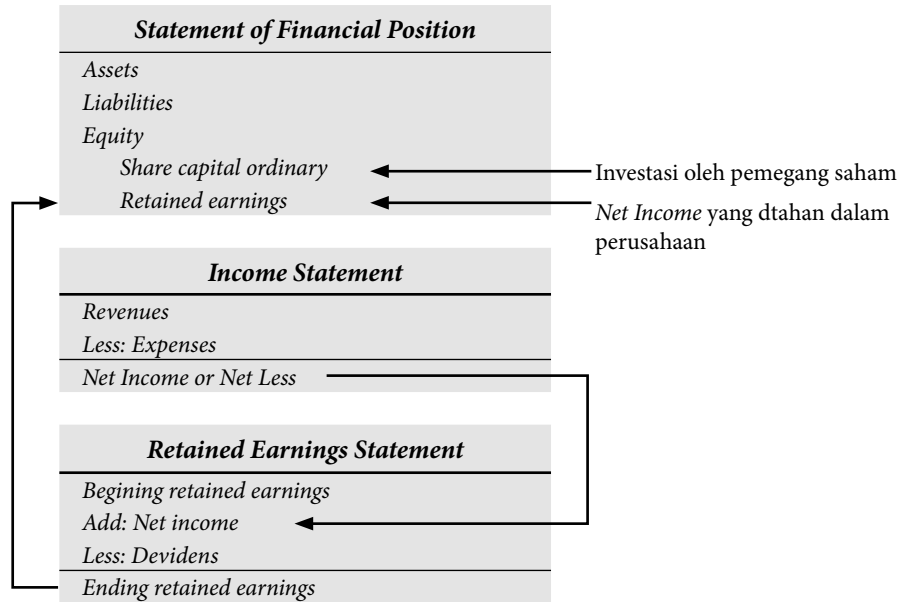 Statement of Financial Position
Assets
Liabilities
Equity
Share capital ordinary
Retained earnings
Investasi oleh pemegang saham
Net Income yang dtahan dalam
perusahaan
Income Statement
Revenues
Less: Expenses
Net Income or Net Less
Retained Earnings Statement
Begining retained earnings
Add: Net income
Less: Devidens
Ending retained earnings